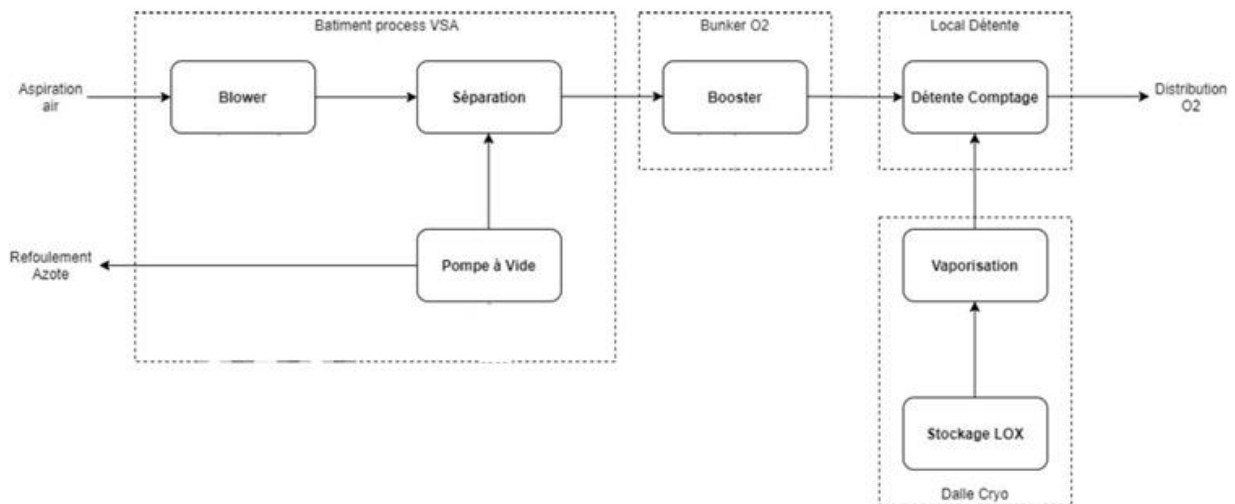 Batiment process VSA
Bunker O2
Local Détente
Aspiration
air
Blower
Séparation
Booster
Détente Comptage
Distribution
O2
Refoulement
Azote
Pompe à Vide
Vaporisation
Stockage LOX
Dalle Cryo